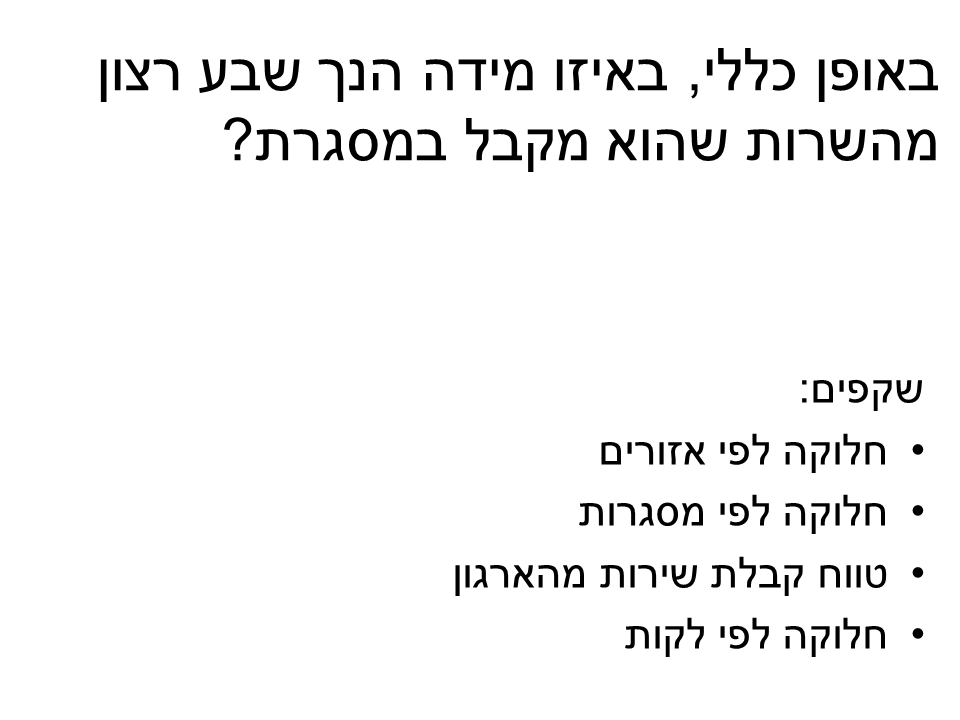 באופן כללי, באיזו מידה הנך שבע רצון
מהשרות שהוא מקבל במסגרת?
שקפים:
• חלוקה לפי אזורים
• חלוקה לפי מסגרות
• טווח קבלת שירות מהארגון
• חלוקה לפי לקות